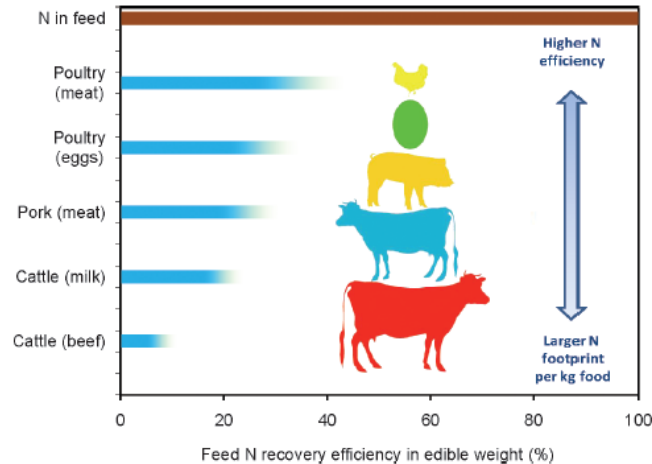 N in feed
Higher N
efficiency
Poultry
(meat)
Poultry
(eggs)
Pork (meat)
Cattle (milk)
Cattle (beef)
Larger N
footprint
per kg food
0 20 40 60 80 100
Feed N recovery efficiency in edible weight (%)